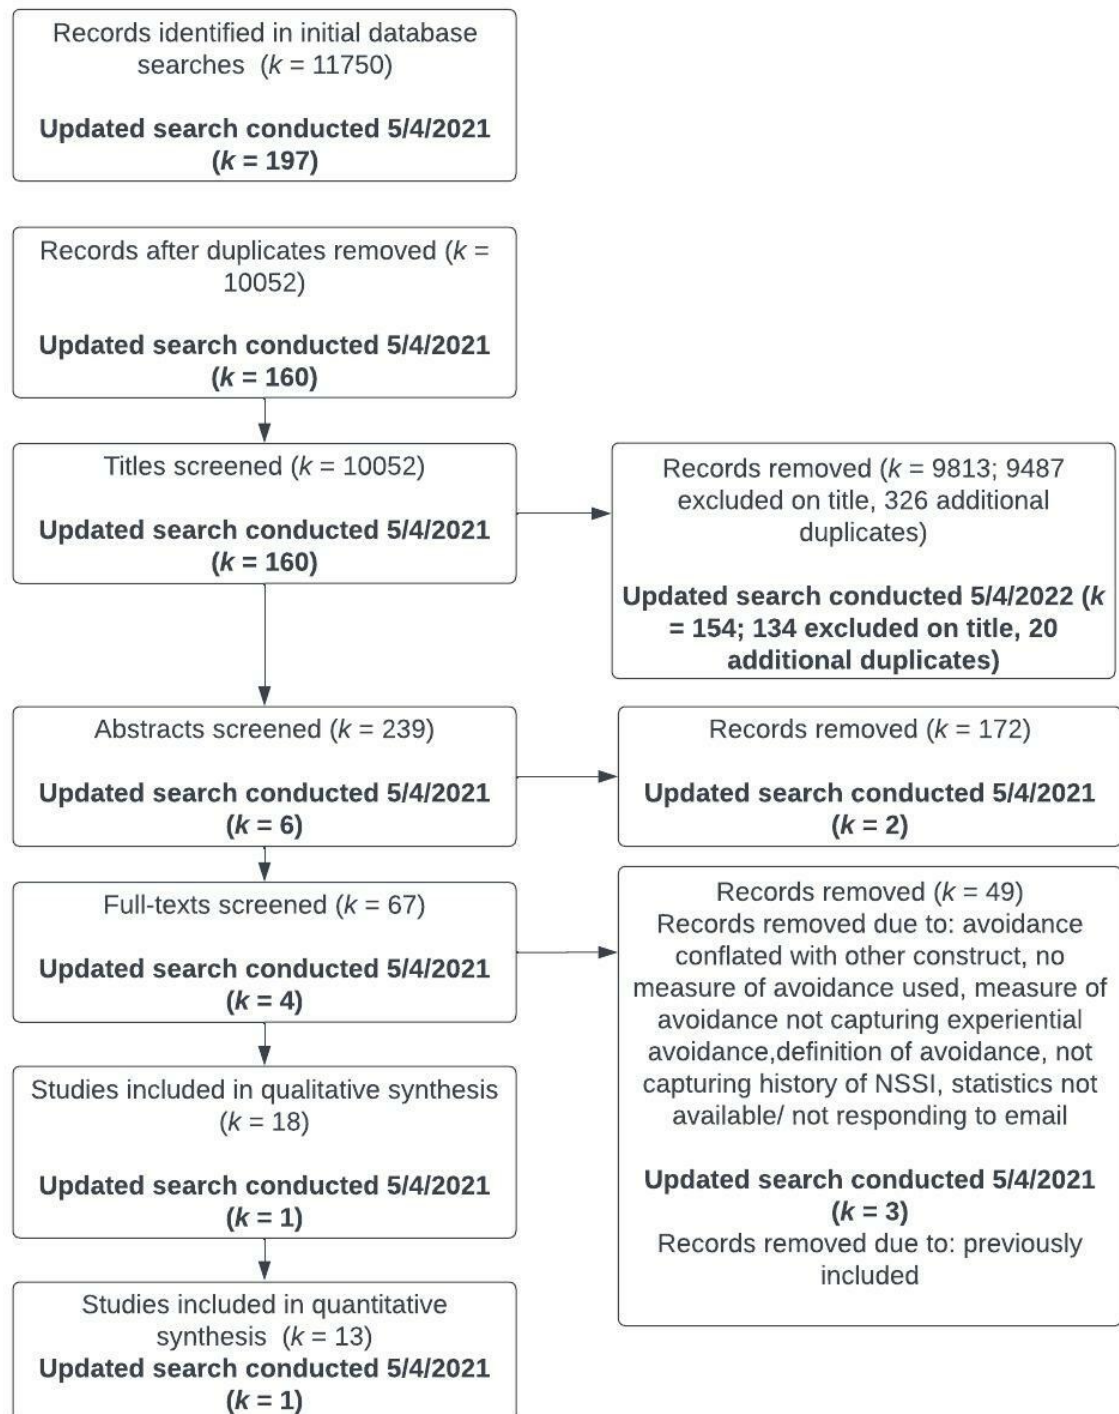 Records identified in initial database
searches  (k = 11750)
Updated search conducted 5/4/2021
(k = 197)
Records after duplicates removed (k =
10052)
Updated search conducted 5/4/2021
(k = 160)
Titles screened (k = 10052)
Updated search conducted 5/4/2021
(k = 160)
Records removed (k = 9813; 9487
excluded on title, 326 additional
duplicates)
Updated search conducted 5/4/2022 (k
= 154; 134 excluded on title, 20
additional duplicates)
Abstracts screened (k = 239)
Updated search conducted 5/4/2021
(k = 6)
Records removed (k = 172)
Updated search conducted 5/4/2021
(k = 2)
Full-texts screened (k = 67)
Updated search conducted 5/4/2021
(k = 4)
Records removed (k = 49)
Records removed due to: avoidance
conflated with other construct, no
measure of avoidance used, measure of
avoidance not capturing experiential
avoidance,definition of avoidance, not
capturing history of NSSI, statistics not
available/ not responding to email
Updated search conducted 5/4/2021
(k = 3)
Records removed due to: previously
included
Studies included in qualitative synthesis
(k = 18)
Updated search conducted 5/4/2021
(k = 1)
Studies included in quantitative
synthesis  (k = 13)
Updated search conducted 5/4/2021
(k = 1)